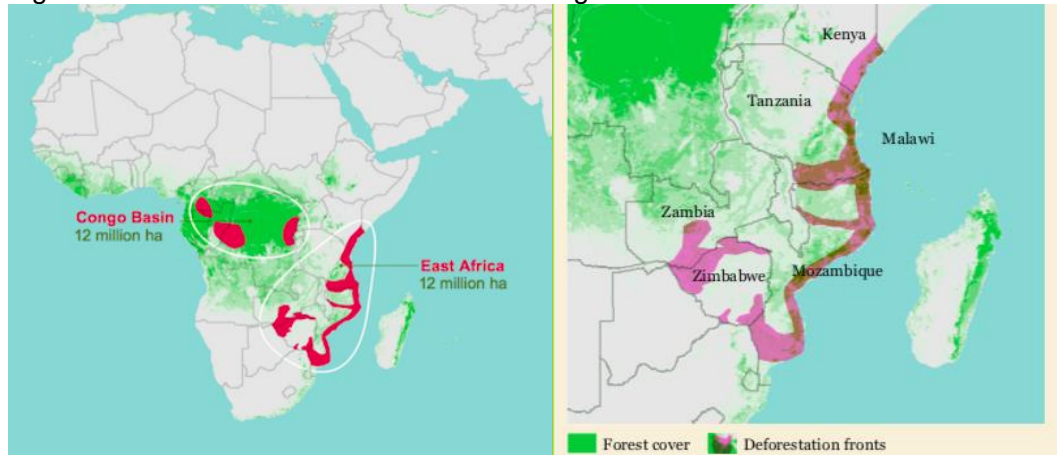 Congo Basin
12 million ha
East Africa
12 million ha
Kenya
Tanzania
Malawi
Zambia
Zimbabwe
Mozambique
Forest cover
Deforestation fronts